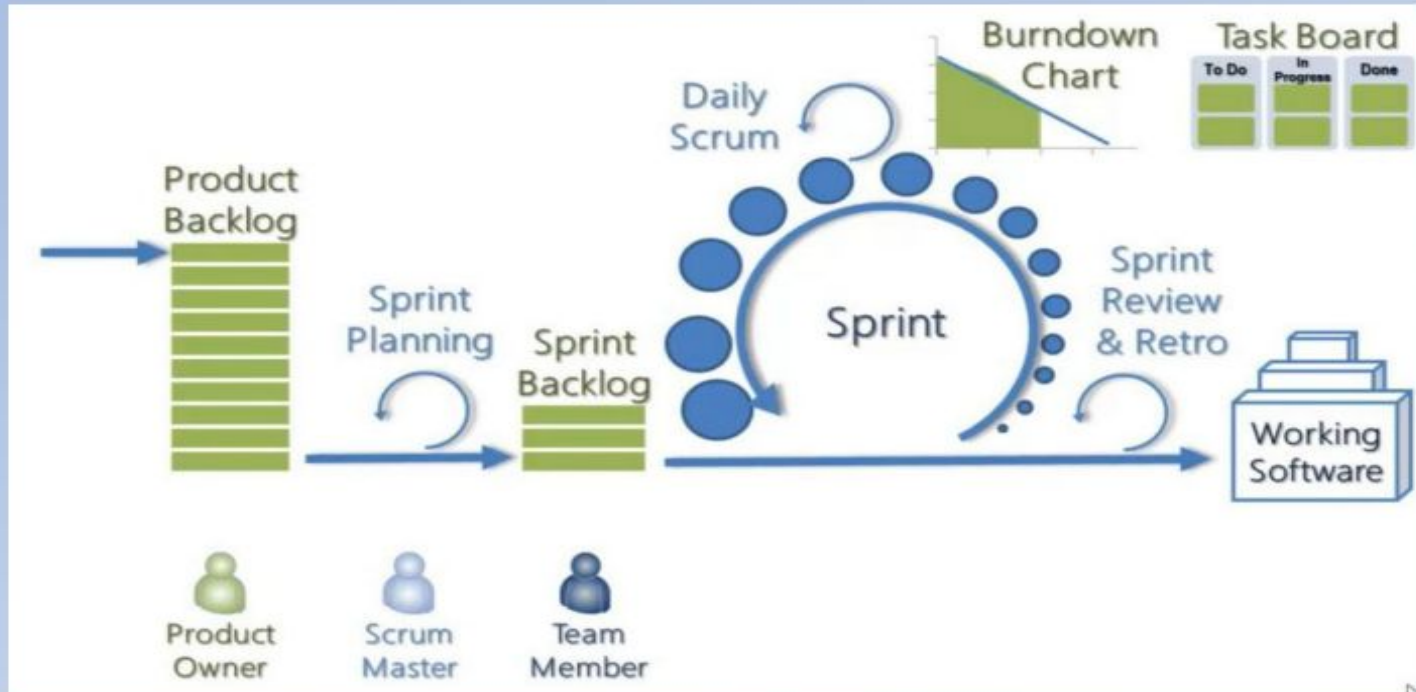 Burndown
Chart
Task Board
To Do
In
Progress
Done
Daily
Scrum
Product
Backlog
Sprint
Planning
Sprint
Backlog
Sprint
Sprint
Review
& Retro
Working
Software
Product
Owner
Scrum
Master
Team
Member